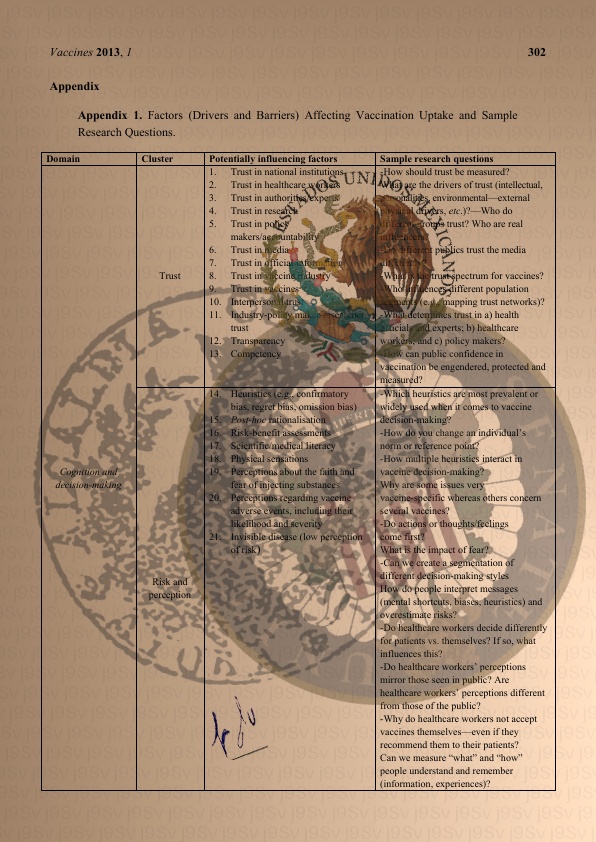 Vaccines 2013, 1
302
Appendix
Appendix 1. Factors (Drivers and Barriers) Affecting Vaccination Uptake and Sample
Research Questions.
Domain
Cluster
Potentially influencing factors
Sample research questions
Cognition and
decision-making
Trust
1. Trust in national institutions
2. Trust in healthcare workers
3. Trust in authorities/experts
4. Trust in research
5. Trust in policy
makers/accountability
6. Trust in media
7. Trust in official information
8. Trust in vaccine industry
9. Trust in vaccines
10. Interpersonal trust
11. Industry-policy
trust
12. Transparency
13. Competency
-How should trust be measured?
-What are the drivers of trust (intellectual,
personalities, environmental—external
physical drivers, etc.)?—Who do
different groups trust? Who are real
influencers?
-Do different publics trust the media
-What is the trust spectrum for vaccines?
-Who influences different population
segments (e.g., mapping trust networks)?
-What determines trust in a) health
officials and experts; b) healthcare
workers; and c) policy makers?
-How can public confidence in
vaccination be engendered, protected and
measured?
Risk and
perception
14. Heuristics (e.g., confirmatory
bias, regret bias, omission bias)
15. Post-hoc rationalisation
16. Risk-benefit assessments
17. Scientific/medical literacy
18. Physical sensations
19. Perceptions about the faith and
fear of injecting substances
20. Perceptions regarding vaccine
adverse events, including their
likelihood and severity
21. Invisible disease (low perception
of risk)
-Which heuristics are most prevalent or
widely used when it comes to vaccine
decision-making?
-How do you change an individual's
norm or reference point?
-How multiple heuristics interact in
vaccine decision-making?
Why are some issues very
vaccine-specific whereas others concern
several vaccines?
-Do actions or thoughts/feelings
come first?
What is the impact of fear?
-Can we create a segmentation of
different decision-making styles
How do people interpret messages
(mental shortcuts, biases, heuristics) and
overestimate risks?
-Do healthcare workers decide differently
for patients vs. themselves? If so, what
influences this?
-Do healthcare workers' perceptions
mirror those seen in public? Are
healthcare workers' perceptions different
from those of the public?
-Why do healthcare workers not accept
vaccines themselves—even if they
recommend them to their patients?
Can we measure "what" and "how"
people understand and remember
(information, experiences)?
ESTADOS UNIDOS MEXICANOS